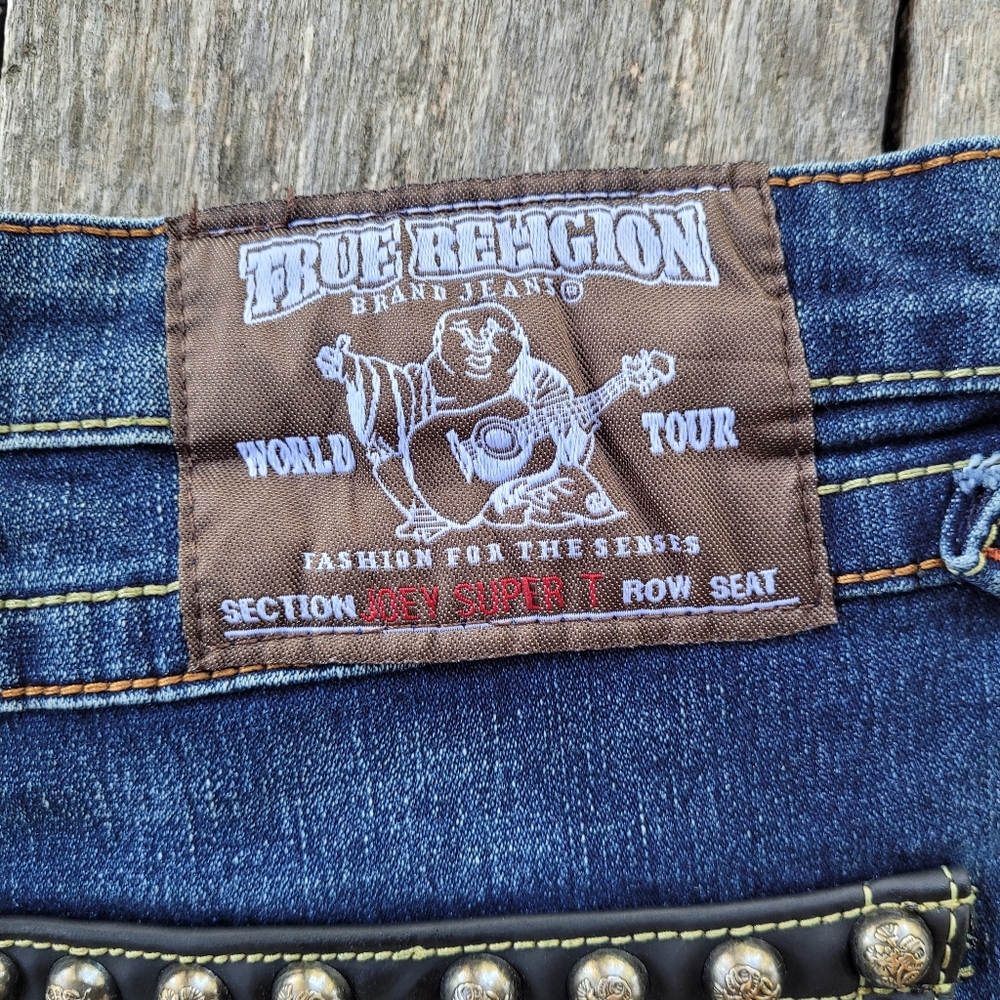 TRUE RELIGION
BRAND JEANS®
WORLD TOUR
FASHION FOR THE SENSES
SECTION JOEY SUPER T ROW SEAT